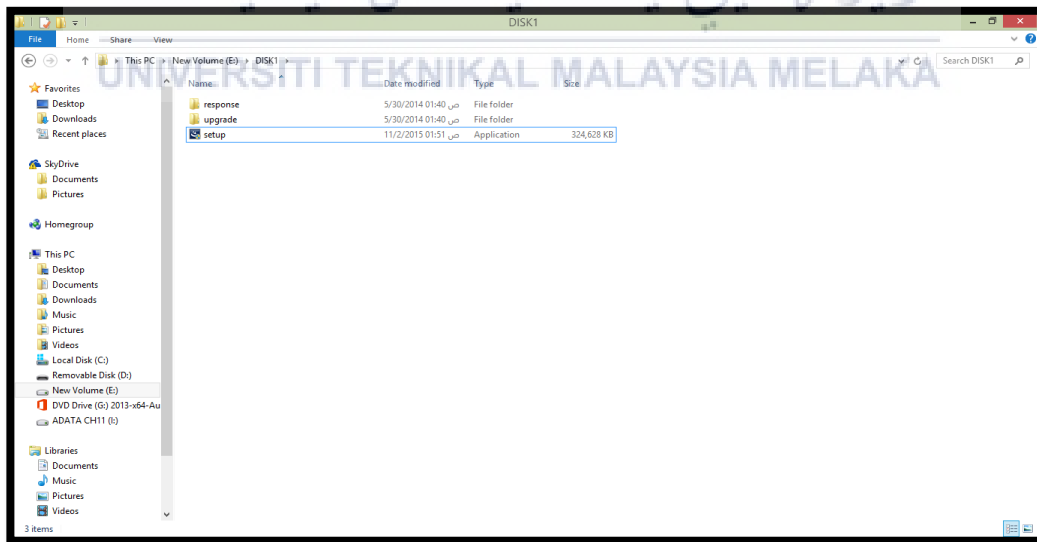 DISK1
File Home Share View
This PC New Volume (E:) DISK1
Search DISK1
UNIVERSITI TEKNIKAL MALAYSIA MELAKA
Name Date modified Type Size
response 5/30/2014 01:40 ص File folder
upgrade 5/30/2014 01:40 ص File folder
setup 11/2/2015 01:51 ص Application 324,628 KB
Favorites
Desktop
Downloads
Recent places
SkyDrive
Documents
Pictures
Homegroup
This PC
Desktop
Documents
Downloads
Music
Pictures
Videos
Local Disk (C:)
Removable Disk (D:)
New Volume (E:)
DVD Drive (G:) 2013-x64-Au
ADATA CH11 (I:)
Libraries
Documents
Music
Pictures
Videos
3 items